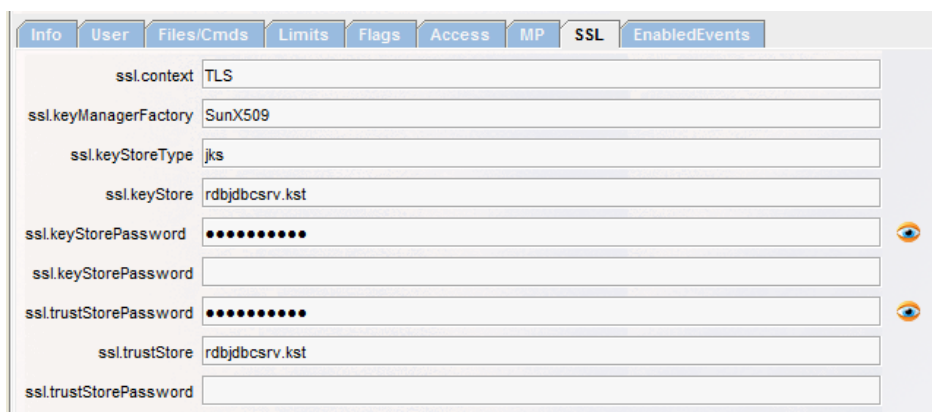 Info User Files/Cmds Limits Flags Access MP SSL EnabledEvents
ssl.context TLS
ssl.keyManagerFactory SunX509
ssl.keyStoreType jks
ssl.keyStore rdbjdbcsrv.kst
ssl.keyStorePassword ●●●●●●●●●●
ssl.keyStorePassword
ssl.trustStorePassword ●●●●●●●●●●
ssl.trustStore rdbjdbcsrv.kst
ssl.trustStorePassword